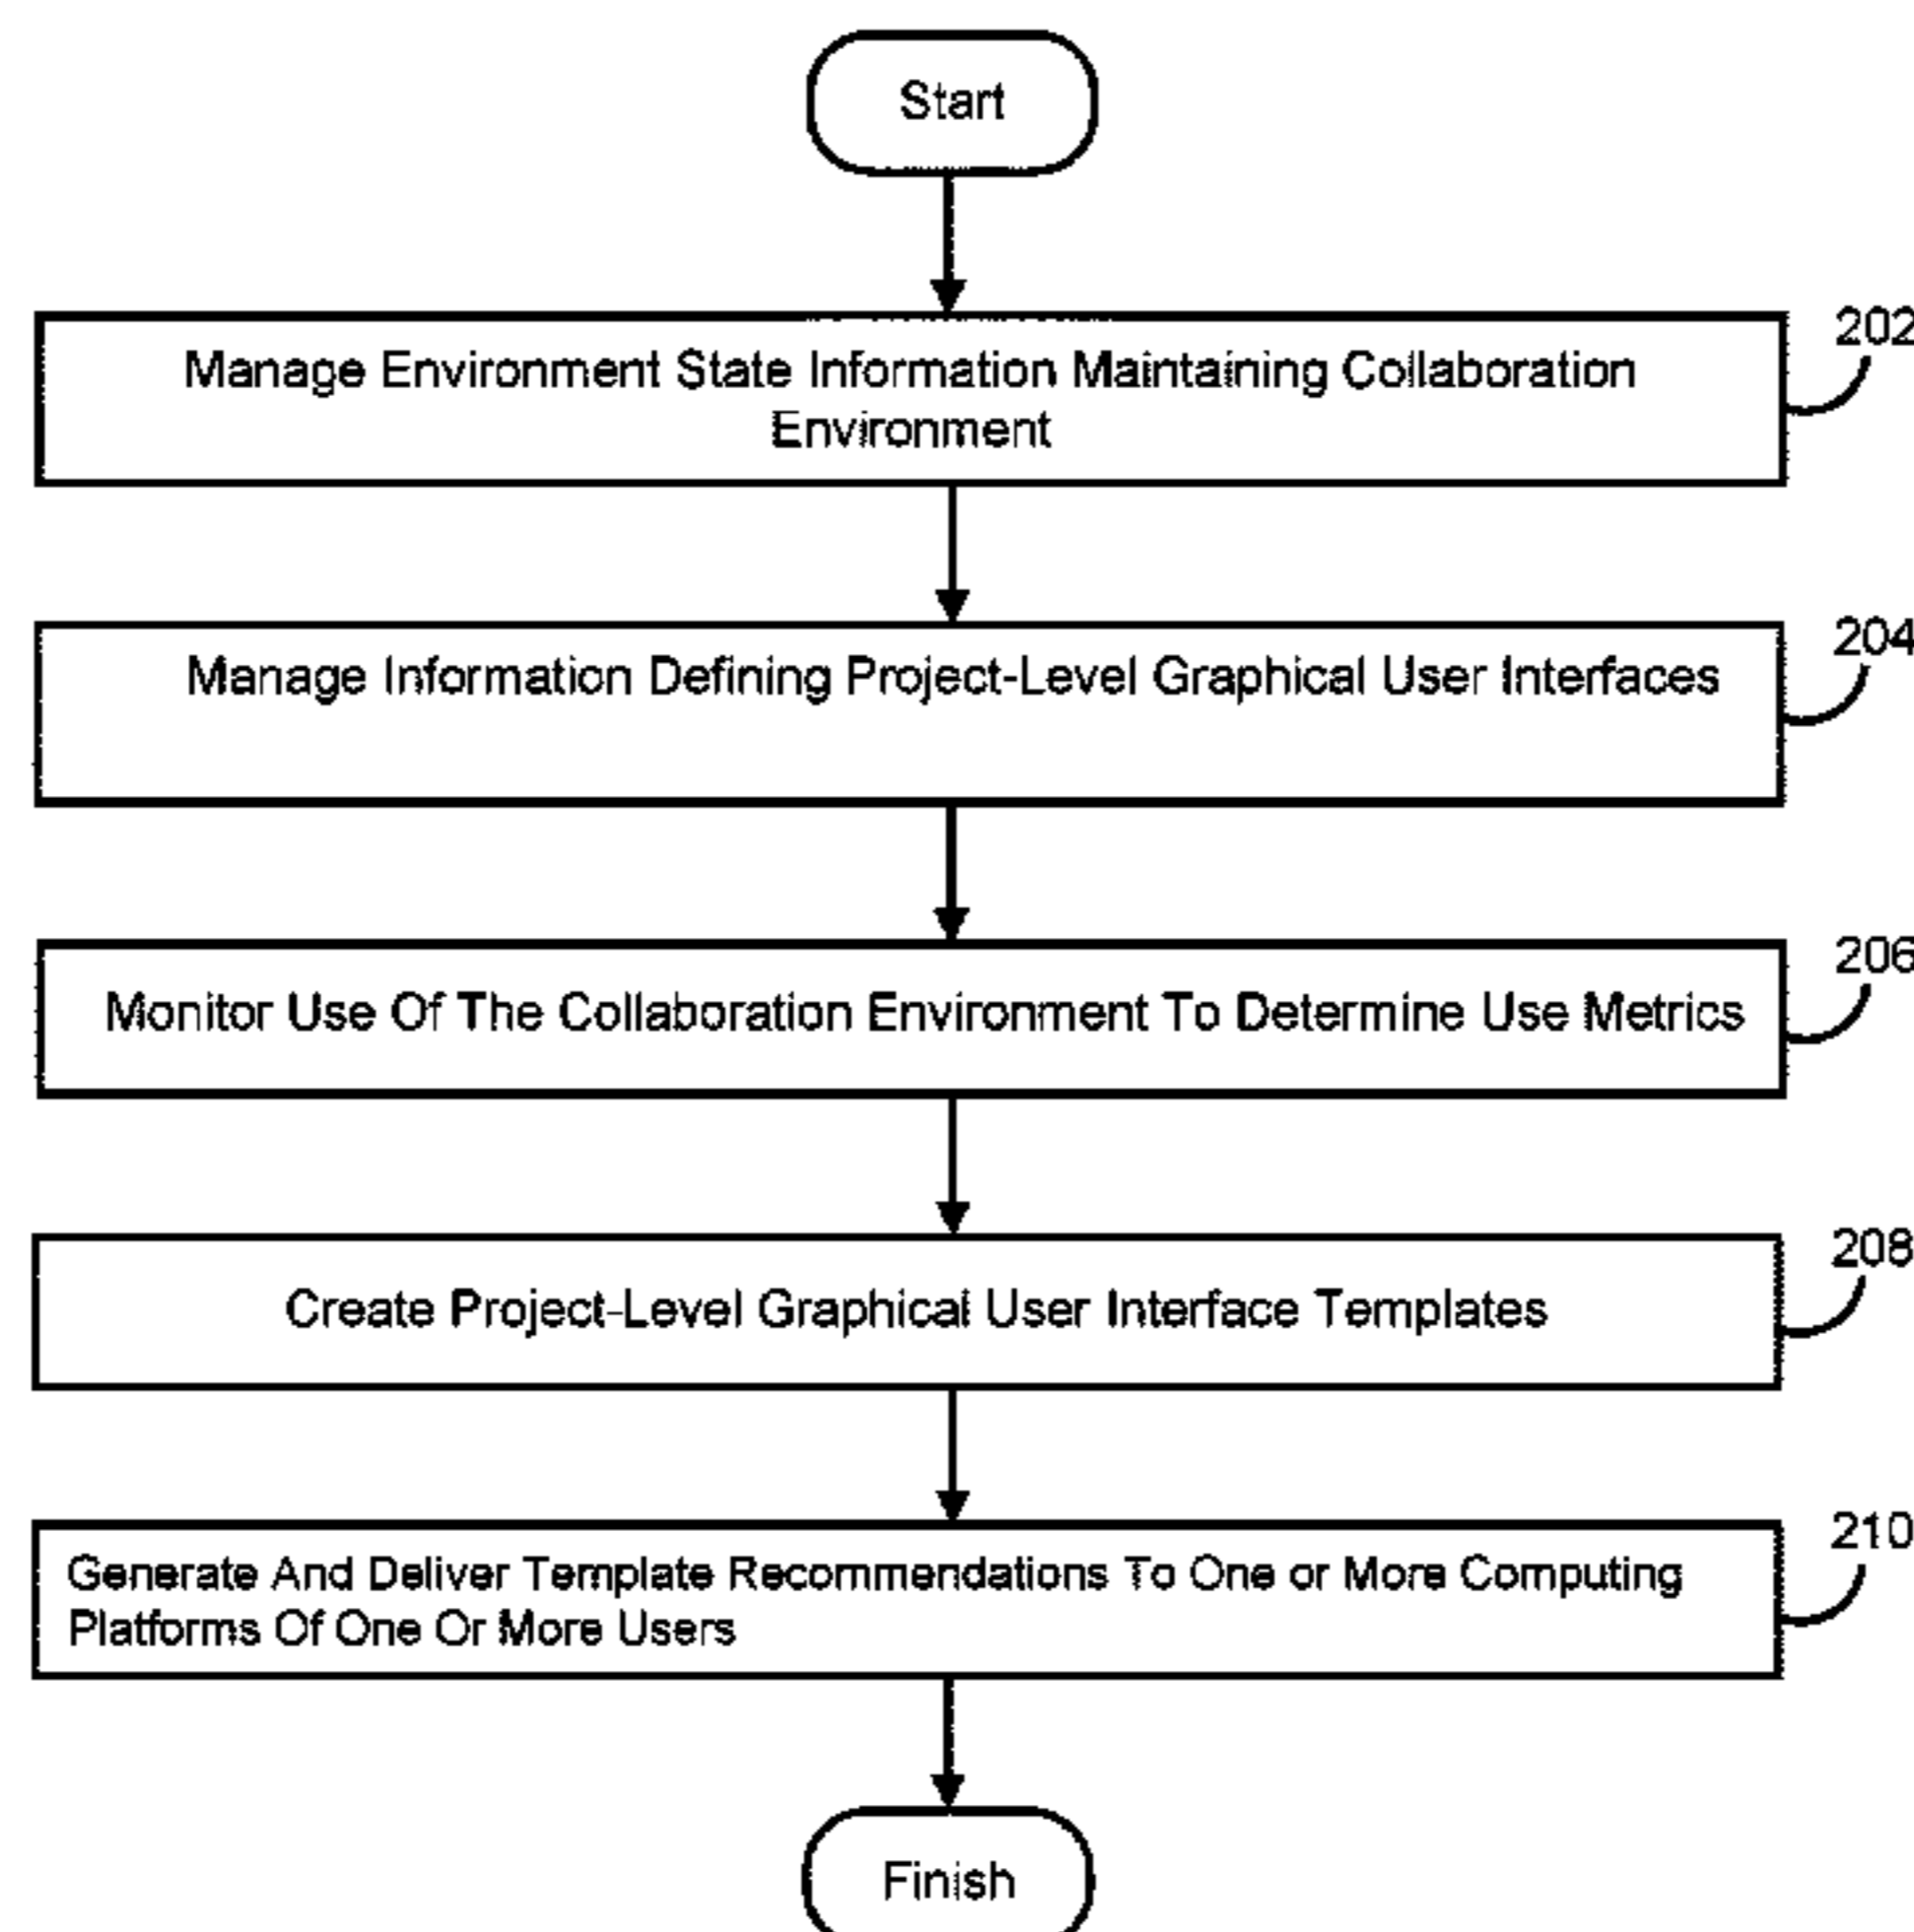 Start
202
Manage Environment State Information Maintaining Collaboration
Environment
204
Manage Information Defining Project-Level Graphical User Interfaces
206
Monitor Use Of The Collaboration Environment To Determine Use Metrics
208
Create Project-Level Graphical User Interface Templates
210
Generate And Deliver Template Recommendations To One or More Computing
Platforms Of One Or More Users
Finish